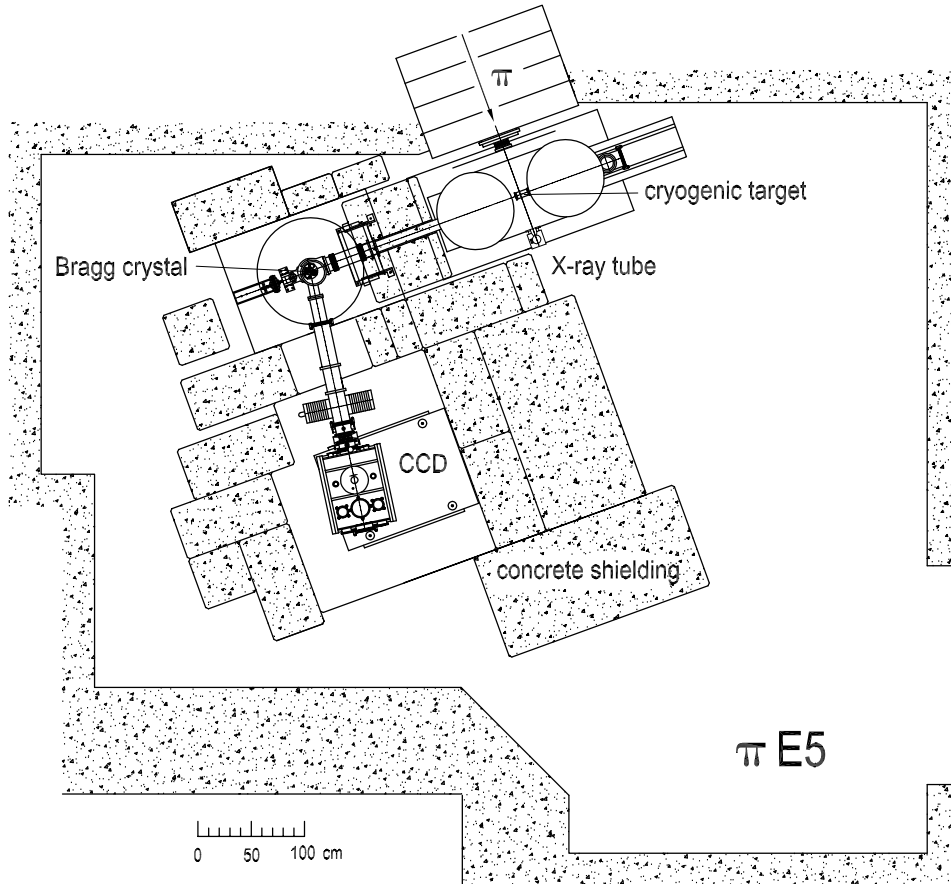 π
cryogenic target
Bragg crystal
X-ray tube
CCD
concrete shielding
π E5
0 50 100 cm